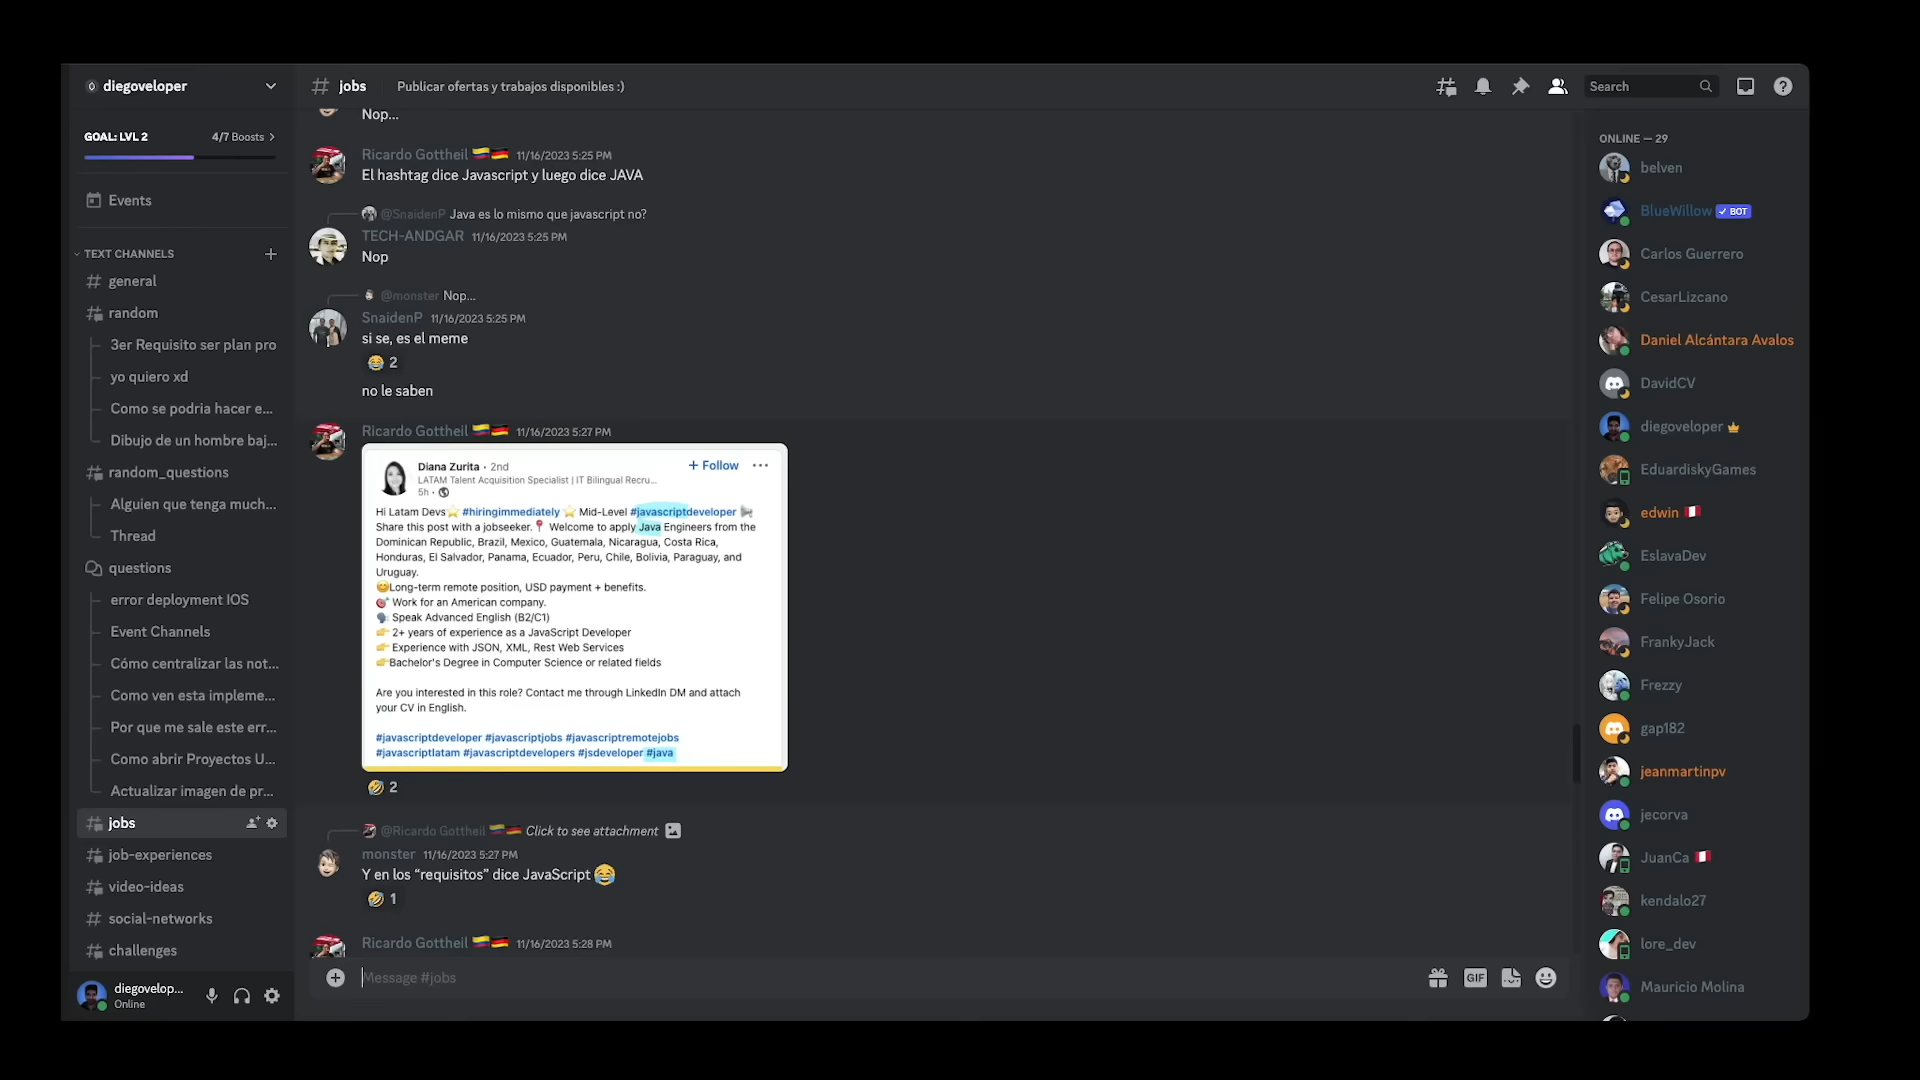 diegoveloper
GOAL: LVL 2
4/7 Boosts
Events
TEXT CHANNELS
general
random
3er Requisito ser plan pro
yo quiero xd
Como se podria hacer e...
Dibujo de un hombre baj...
random_questions
Alguien que tenga much...
Thread
questions
error deployment IOS
Event Channels
Cómo centralizar las not...
Como ven esta impleme...
Por que me sale este err...
Como abrir Proyectos U...
Actualizar imagen de pr...
jobs
job-experiences
video-ideas
social-networks
challenges
diegovelop...
Online
# jobs
Publicar ofertas y trabajos disponibles :)
Search
Nop...
Ricardo Gottheil 11/16/2023 5:25 PM
El hashtag dice Javascript y luego dice JAVA
@SnaidenP Java es lo mismo que javascript no?
TECH-ANDGAR 11/16/2023 5:25 PM
Nop
@monster Nop...
SnaidenP 11/16/2023 5:25 PM
si se, es el meme
2
no le saben
Ricardo Gottheil 11/16/2023 5:27 PM
Diana Zurita · 2nd
+ Follow
LATAM Talent Acquisition Specialist | IT Bilingual Recru...
5h ·
Hi Latam Devs #hiringimmediately Mid-Level #javascriptdeveloper
Share this post with a jobseeker. Welcome to apply Java Engineers from the
Dominican Republic, Brazil, Mexico, Guatemala, Nicaragua, Costa Rica,
Honduras, El Salvador, Panama, Ecuador, Peru, Chile, Bolivia, Paraguay, and
Uruguay.
Long-term remote position, USD payment + benefits.
Work for an American company.
Speak Advanced English (B2/C1)
2+ years of experience as a JavaScript Developer
Experience with JSON, XML, Rest Web Services
Bachelor's Degree in Computer Science or related fields
Are you interested in this role? Contact me through LinkedIn DM and attach
your CV in English.
#javascriptdeveloper #javascriptjobs #javascriptremotejobs
#javascriptlatam #javascriptdevelopers #jsdeveloper #java
2
@Ricardo Gottheil Click to see attachment
monster 11/16/2023 5:27 PM
Y en los “requisitos” dice JavaScript
1
Ricardo Gottheil 11/16/2023 5:28 PM
Message #jobs
GIF
ONLINE — 29
belven
BlueWillow BOT
Carlos Guerrero
CesarLizcano
Daniel Alcántara Avalos
DavidCV
diegoveloper
EduardiskyGames
edwin
EslavaDev
Felipe Osorio
FrankyJack
Frezzy
gap182
jeanmartinpv
jecorva
JuanCa
kendalo27
lore_dev
Mauricio Molina